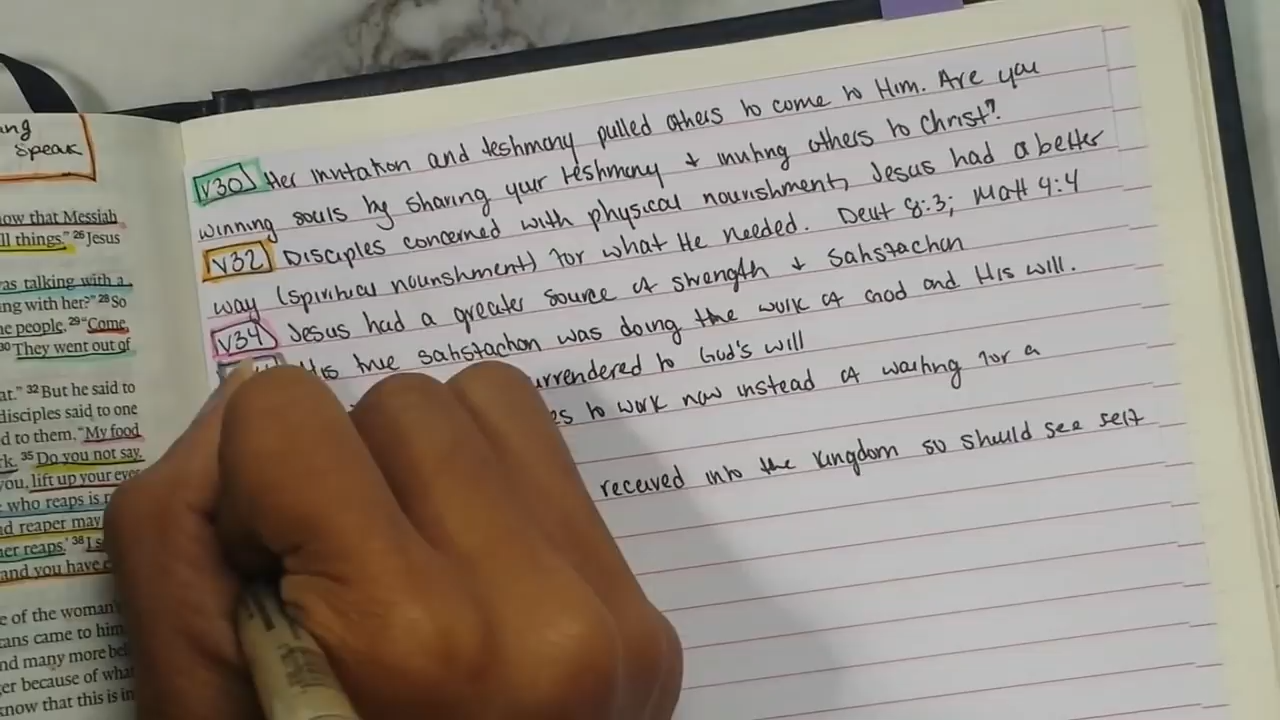 ing
Speak
now that Messiah
ll things." 26 Jesus
as talking with a
ing with her?" 28 So
e people. 29 "Come,
30 They went out of
at." 32 But he said to
disciples said to one
d to them, "My food
k. 35 Do you not say,
you, lift up your eyes
who reaps is
d reaper may
er reaps.' 38 I s
and you have e
e of the woman
ans came to him
nd many more bel
er because of what
know that this is in
V30 Her invitation and testimony pulled others to come to Him. Are you
winning souls by sharing your testimony & inviting others to Christ?
V32 Disciples concerned with physical nourishment, Jesus had a better
way (spiritual nourishment) for what He needed. Deut 8:3; Matt 4:4
V34 Jesus had a greater source of strength & satisfaction
His true satisfaction was doing the work of God and His will.
urrendered to God's will
es to work now instead of waiting for a
received into the kingdom so should see self